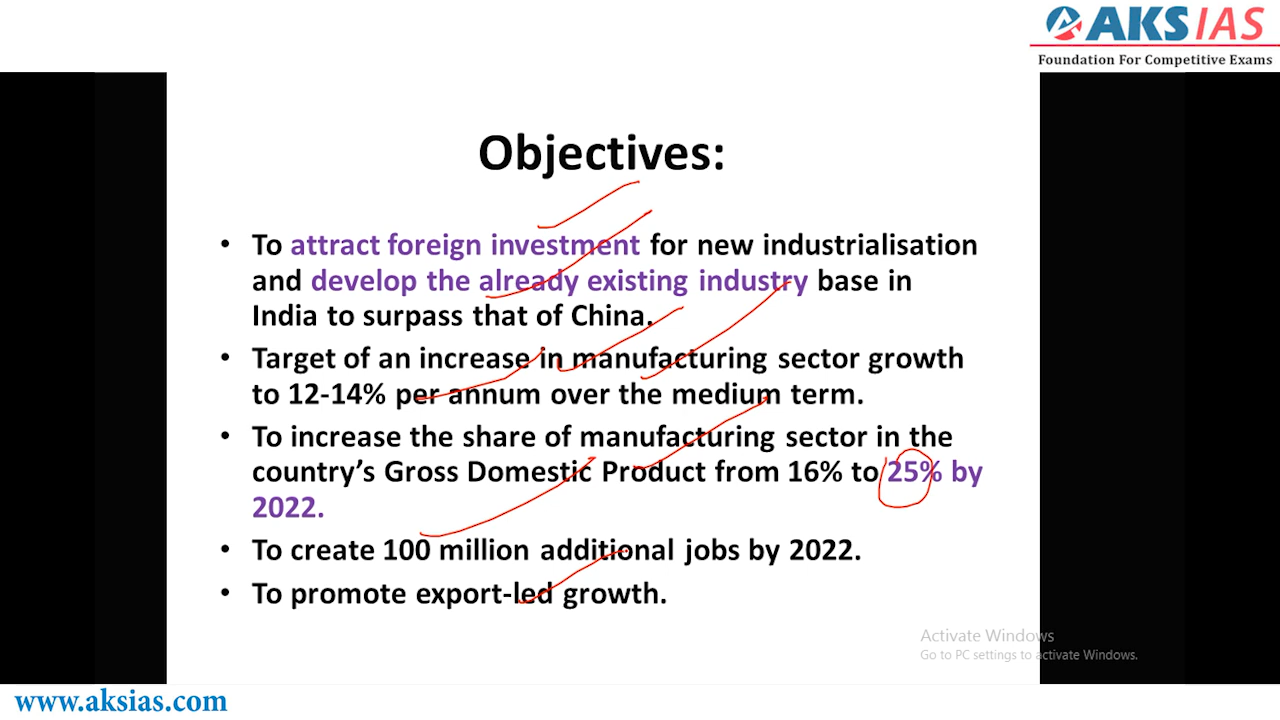 AKS IAS
Foundation For Competitive Exams
Objectives:
• To attract foreign investment for new industrialisation
and develop the already existing industry base in
India to surpass that of China.
• Target of an increase in manufacturing sector growth
to 12-14% per annum over the medium term.
• To increase the share of manufacturing sector in the
country’s Gross Domestic Product from 16% to 25% by
2022.
• To create 100 million additional jobs by 2022.
• To promote export-led growth.
Activate Windows
Go to PC settings to activate Windows.
www.aksias.com